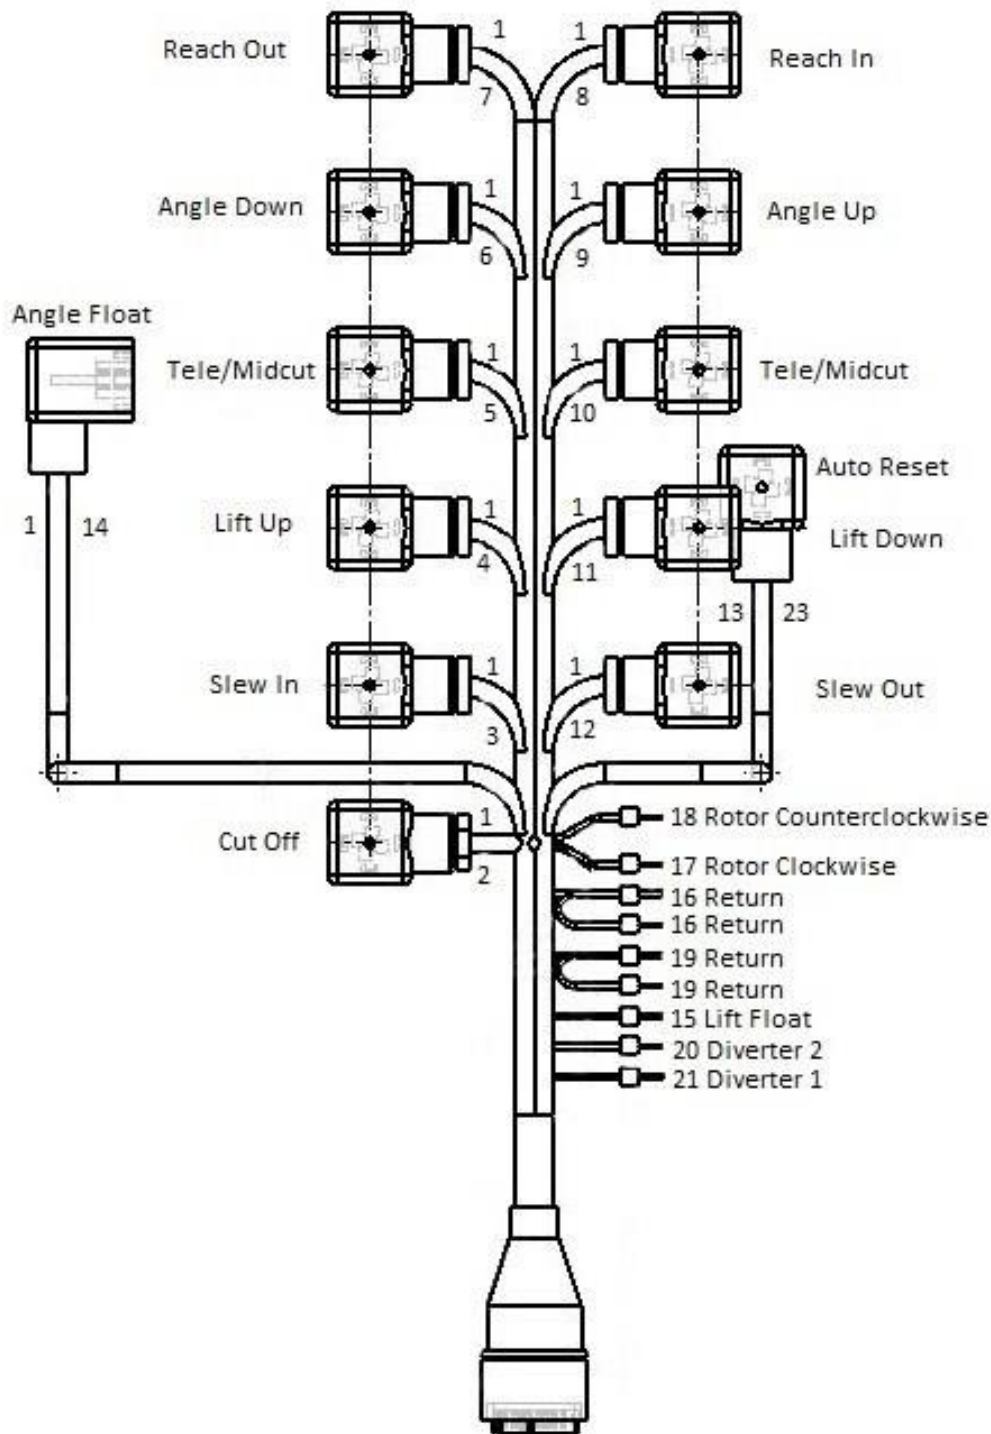 Reach Out 1 1 Reach In
7 8
Angle Down 1 1 Angle Up
6 9
Angle Float
Tele/Midcut 1 1 Tele/Midcut
5 10
Auto Reset
1 14 Lift Up 1 1 Lift Down
4 11
13 23
Slew In 1 1 Slew Out
3 12
Cut Off 1
2
18 Rotor Counterclockwise
17 Rotor Clockwise
16 Return
16 Return
19 Return
19 Return
15 Lift Float
20 Diverter 2
21 Diverter 1